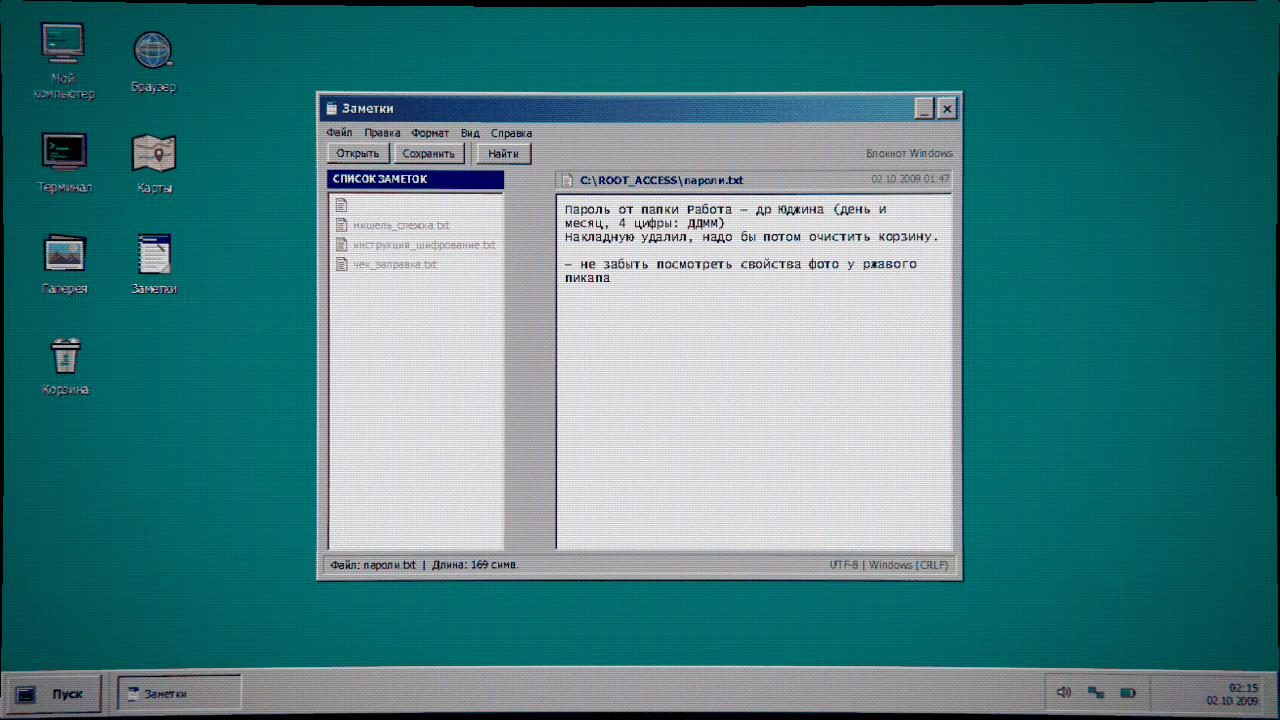 Мой
компьютер
Браузер
Терминал
Карты
Галерея
Заметки
Корзина
Заметки
Файл Правка Формат Вид Справка
Открыть Сохранить Найти
Блокнот Windows
СПИСОК ЗАМЕТОК
мишель_слежка.txt
инструкция_шифрование.txt
чек_заправка.txt
C:\ROOT_ACCESS\пароли.txt
02.10.2009 01:47
Пароль от папки Работа — др Юджина (день и
месяц, 4 цифры: ДДММ)
Накладную удалил, надо бы потом очистить корзину.
— не забыть посмотреть свойства фото у ржавого
пикапа
Файл: пароли.txt | Длина: 169 симв.
UTF-8 | Windows (CRLF)
Пуск
Заметки
02:15
02.10.2009